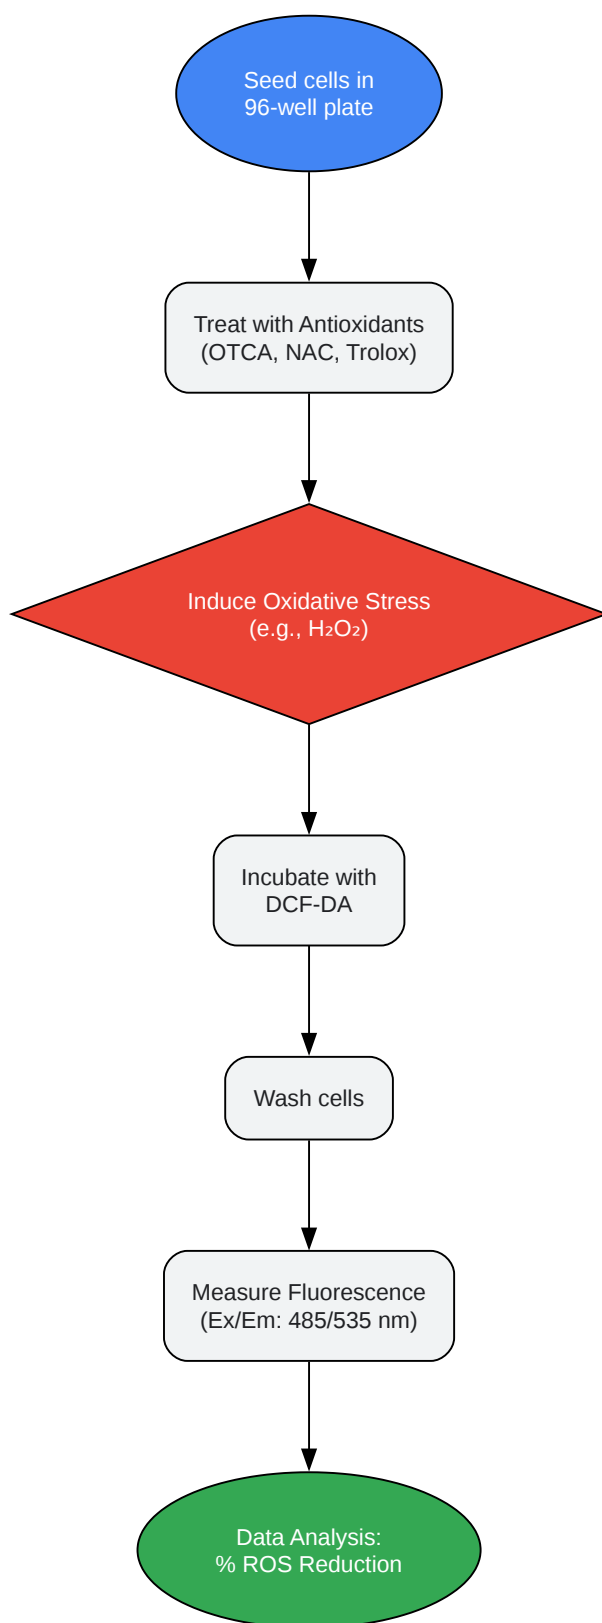 Seed cells in
96-well plate
Treat with Antioxidants
(OTCA, NAC, Trolox)
Induce Oxidative Stress
(e.g., H₂O₂)
Incubate with
DCF-DA
Wash cells
Measure Fluorescence
(Ex/Em: 485/535 nm)
Data Analysis:
% ROS Reduction